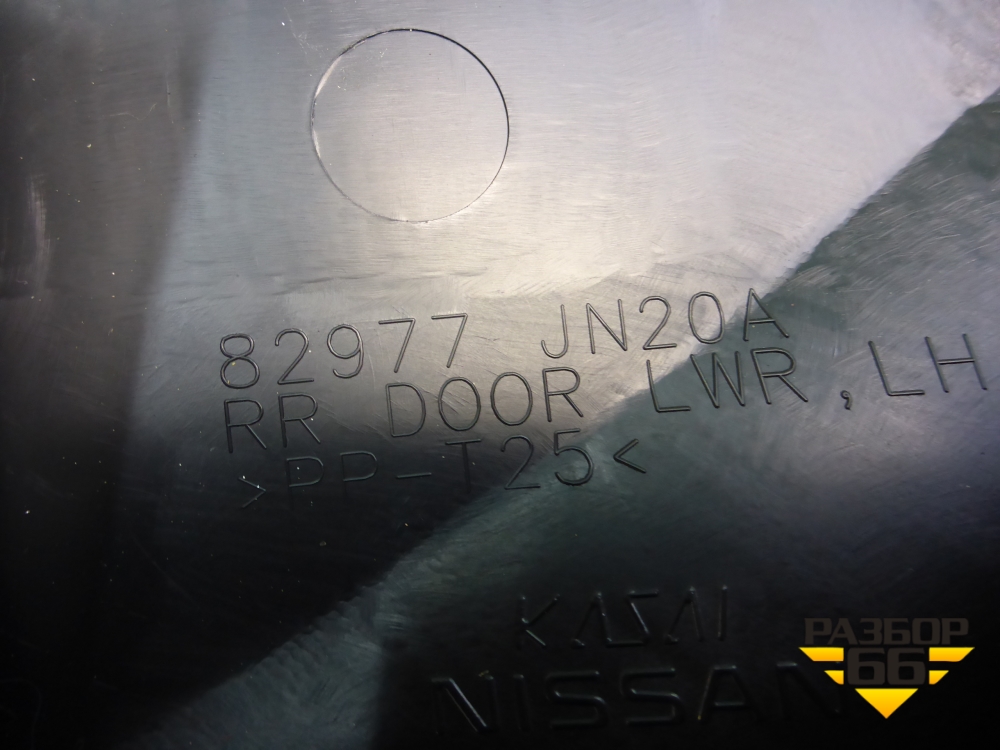 82977 JN20A
RR DOOR LWR, LH
>PP-T25<
KASAI
NISSAN
РАЗБОР
66